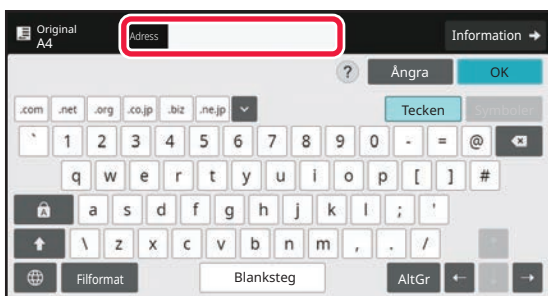 Original
A4
Adress
Information →
? Ångra OK
.com .net .org .co.jp .biz .ne.jp Tecken Symboler
` 1 2 3 4 5 6 7 8 9 0 - = @
q w e r t y u i o p [ ] #
A a s d f g h j k l ; '
\ z x c v b n m , . /
Filformat Blanksteg AltGr ← ↓ →